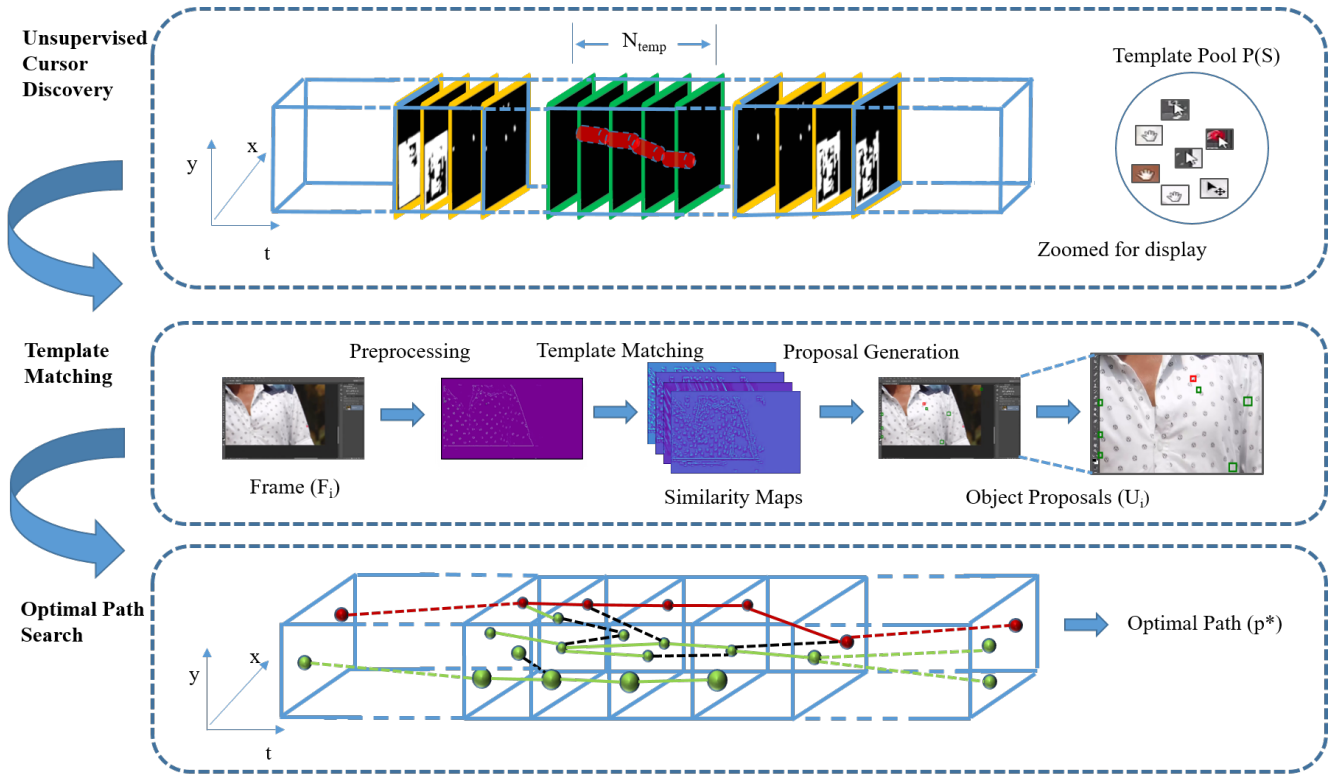 Unsupervised
Cursor
Discovery
N_temp
Template Pool P(S)
y
x
t
Zoomed for display
Template
Matching
Preprocessing
Template Matching
Proposal Generation
Frame (F_i)
Similarity Maps
Object Proposals (U_i)
Optimal Path
Search
y
x
t
Optimal Path (p*)